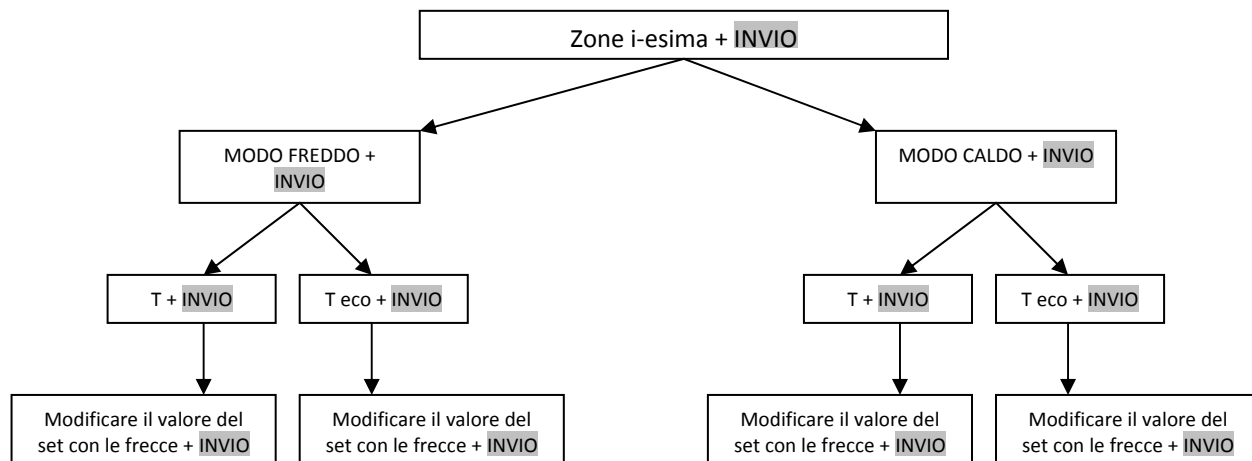 Zone i-esima + INVIO
MODO FREDDO +
INVIO
MODO CALDO + INVIO
T + INVIO
T eco + INVIO
T + INVIO
T eco + INVIO
Modificare il valore del
set con le frecce + INVIO
Modificare il valore del
set con le frecce + INVIO
Modificare il valore del
set con le frecce + INVIO
Modificare il valore del
set con le frecce + INVIO